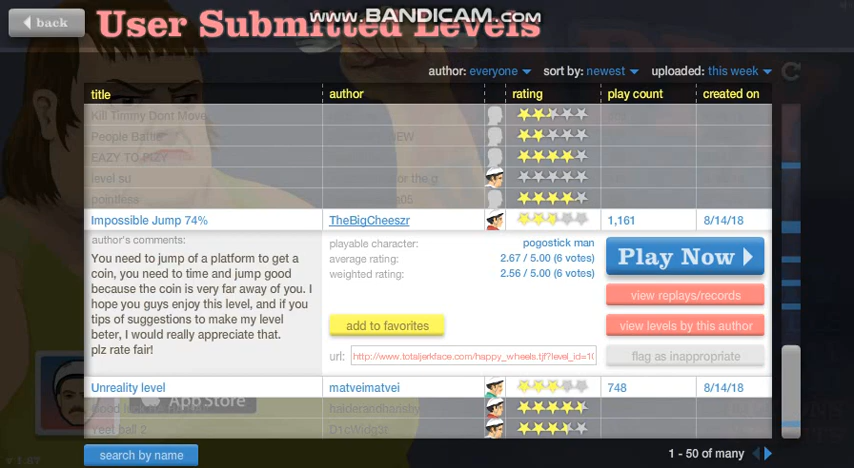 www.BANDICAM.com
back
User Submitted Levels
author: everyone sort by: newest uploaded: this week
title author rating play count created on
Kill Timmy Dont Move
People Battle
EAZY TO PIZY
level su
pointless
Impossible Jump 74% TheBigCheeszr 1,161 8/14/18
author's comments:
You need to jump of a platform to get a
coin, you need to time and jump good
because the coin is very far away of you. I
hope you guys enjoy this level, and if you
tips of suggestions to make my level
beter, I would really appreciate that.
plz rate fair!
playable character: pogostick man
average rating: 2.67 / 5.00 (6 votes)
weighted rating: 2.56 / 5.00 (6 votes)
add to favorites
url: http://www.totaljerkface.com/happy_wheels.tjf?level_id=1
Play Now
view replays/records
view levels by this author
flag as inappropriate
Unreality level matveimatvei 748 8/14/18
App Store
Yeet ball 2
search by name
1 - 50 of many